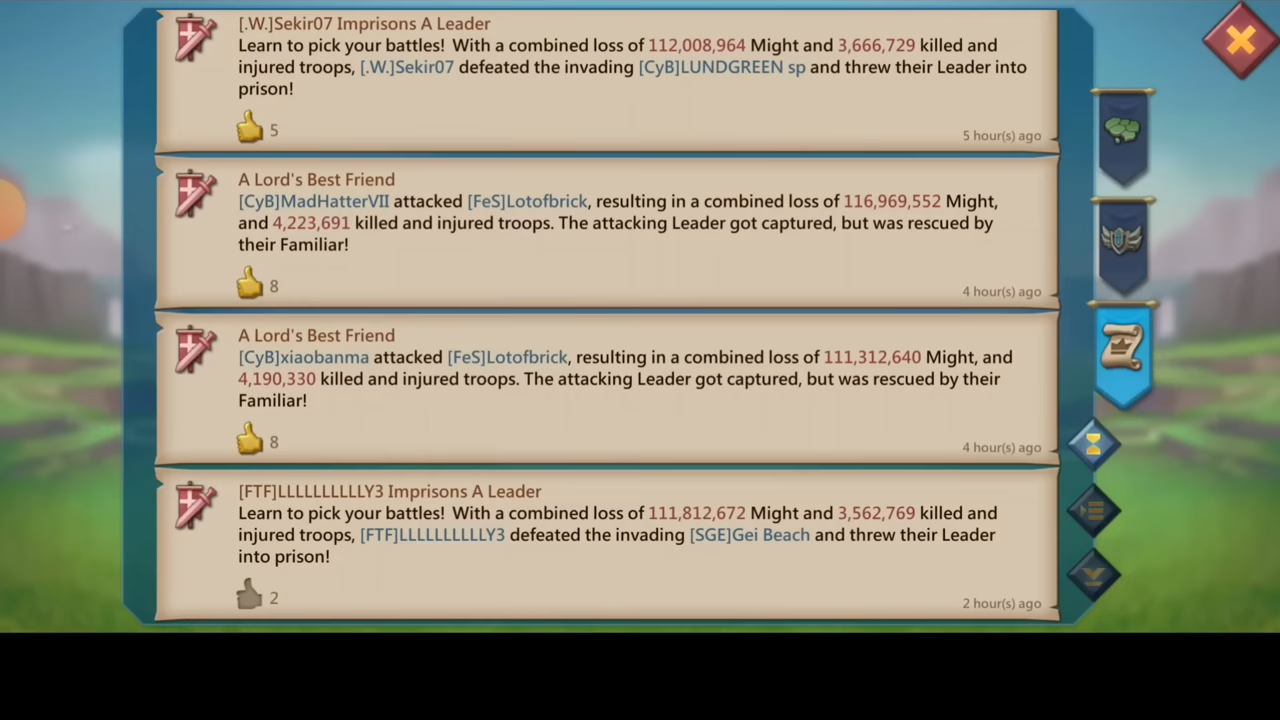 [.W.]Sekir07 Imprisons A Leader
Learn to pick your battles! With a combined loss of 112,008,964 Might and 3,666,729 killed and
injured troops, [.W.]Sekir07 defeated the invading [CyB]LUNDGREEN sp and threw their Leader into
prison!
5
5 hour(s) ago
A Lord's Best Friend
[CyB]MadHatterVII attacked [FeS]Lotofbrick, resulting in a combined loss of 116,969,552 Might,
and 4,223,691 killed and injured troops. The attacking Leader got captured, but was rescued by
their Familiar!
8
4 hour(s) ago
A Lord's Best Friend
[CyB]xiaobanma attacked [FeS]Lotofbrick, resulting in a combined loss of 111,312,640 Might, and
4,190,330 killed and injured troops. The attacking Leader got captured, but was rescued by their
Familiar!
8
4 hour(s) ago
[FTF]LLLLLLLLLLY3 Imprisons A Leader
Learn to pick your battles! With a combined loss of 111,812,672 Might and 3,562,769 killed and
injured troops, [FTF]LLLLLLLLLLY3 defeated the invading [SGE]Gei Beach and threw their Leader
into prison!
2
2 hour(s) ago